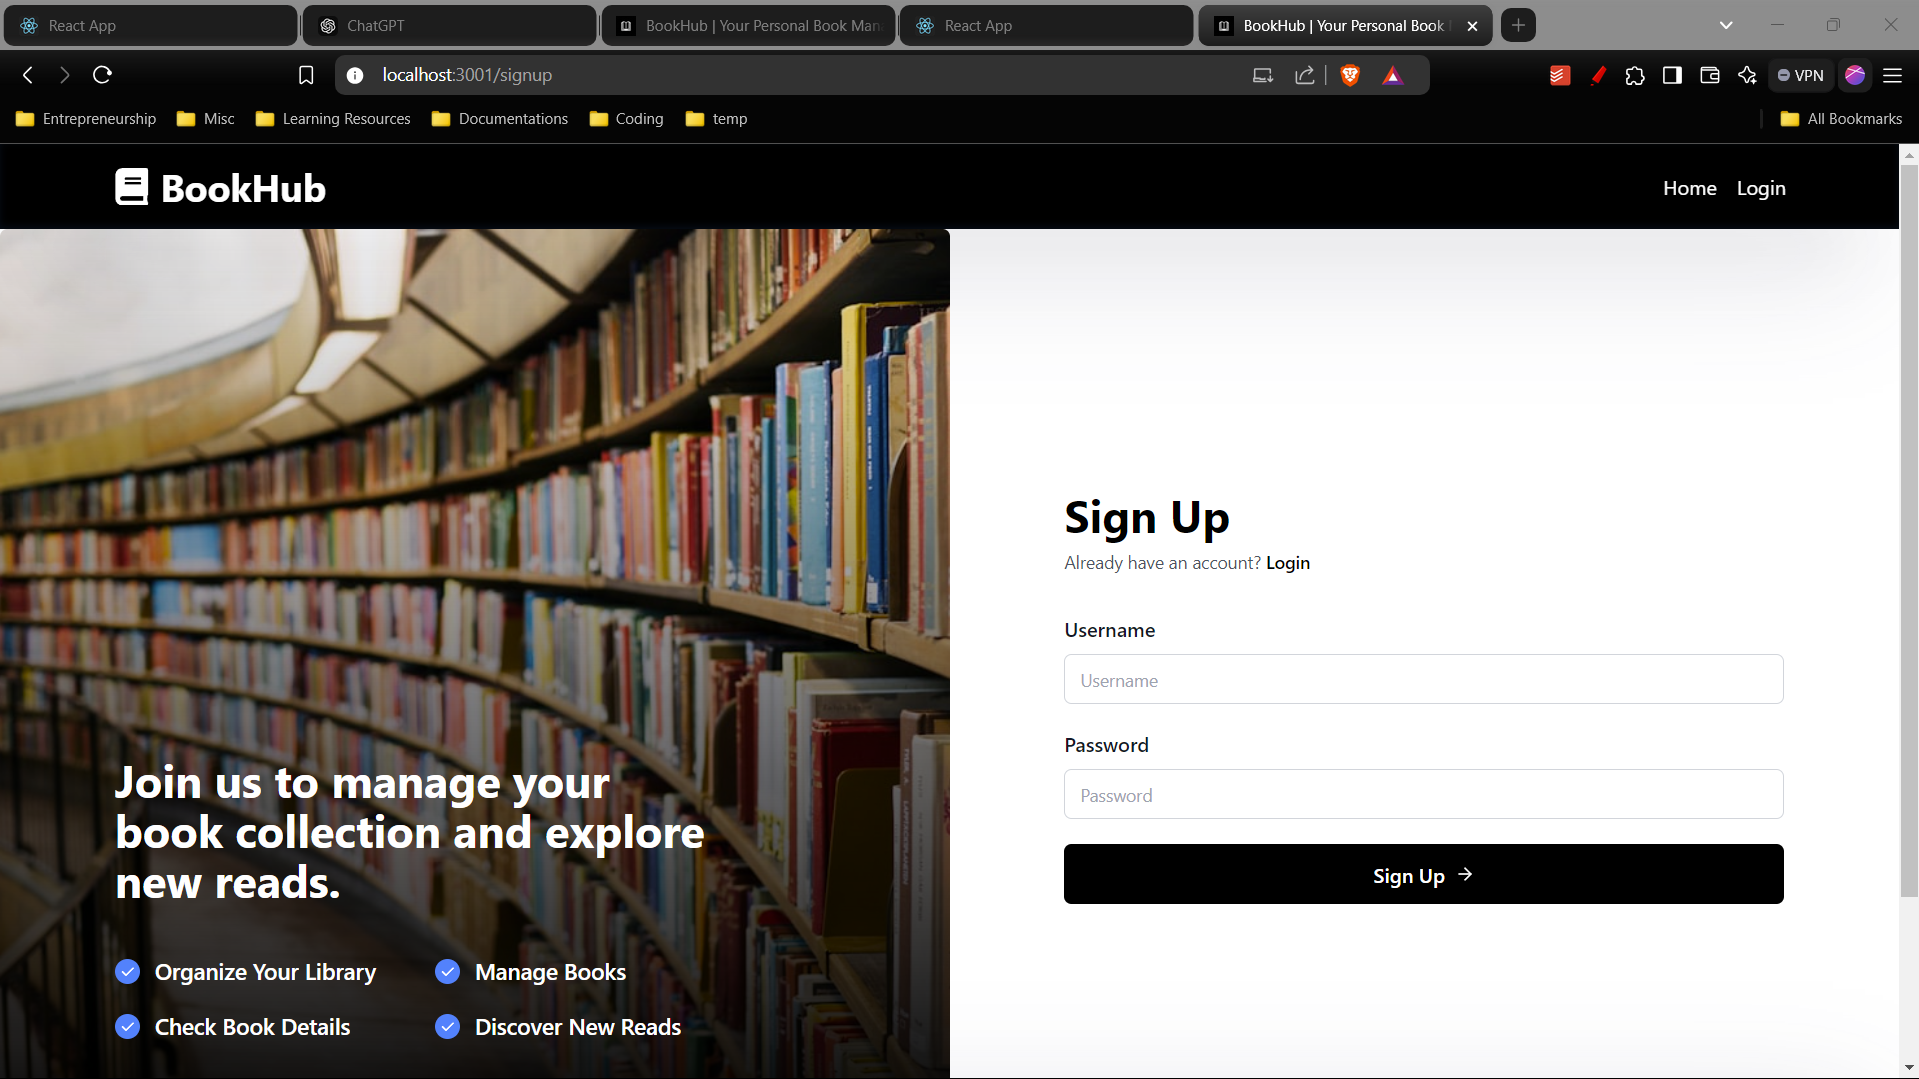 React App
ChatGPT
BookHub | Your Personal Book Man
React App
BookHub | Your Personal Book
localhost:3001/signup
VPN
Entrepreneurship
Misc
Learning Resources
Documentations
Coding
temp
All Bookmarks
BookHub
Home
Login
Join us to manage your
book collection and explore
new reads.
Organize Your Library
Manage Books
Check Book Details
Discover New Reads
Sign Up
Already have an account? Login
Username
Username
Password
Password
Sign Up →